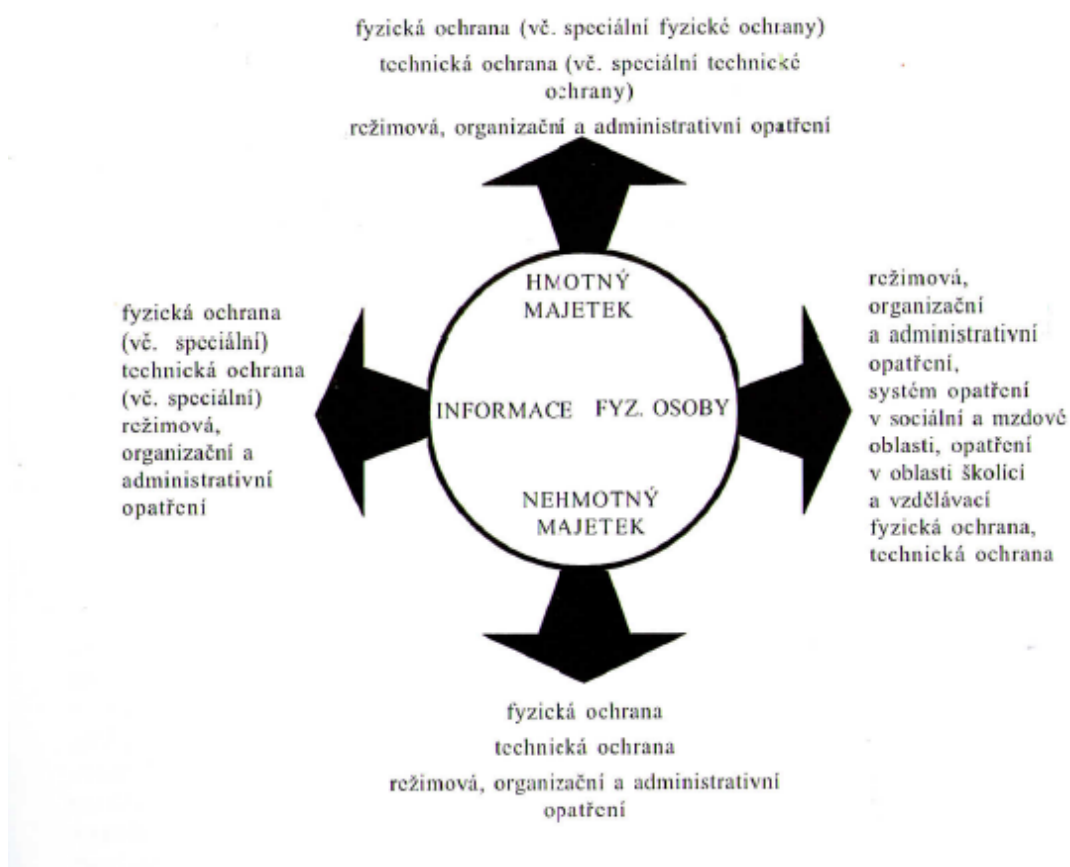 fyzická ochrana (vč. speciální fyzické ochrany)
technická ochrana (vč. speciální technické
ochrany)
režimová, organizační a administrativní opatření
HMOTNÝ
MAJETEK
INFORMACE FYZ. OSOBY
NEHMOTNÝ
MAJETEK
fyzická ochrana
(vč. speciální)
technická ochrana
(vč. speciální)
režimová,
organizační a
administrativní
opatření
režimová,
organizační
a administrativní
opatření,
systém opatření
v sociální a mzdové
oblasti, opatření
v oblasti školící
a vzdělávací
fyzická ochrana,
technická ochrana
fyzická ochrana
technická ochrana
režimová, organizační a administrativní
opatření